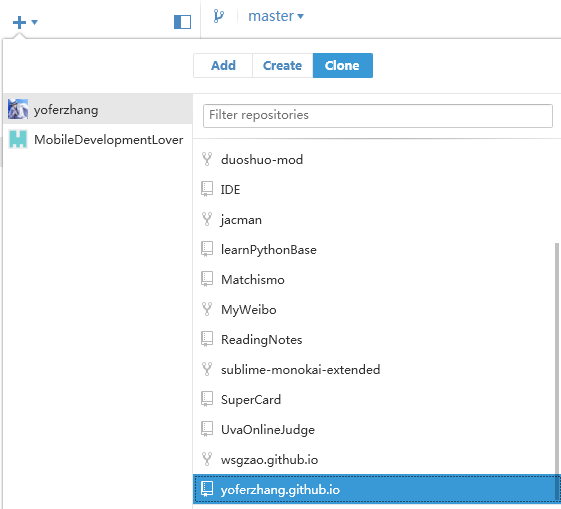 master
Add Create Clone
yoferzhang
MobileDevelopmentLover
Filter repositories
duoshuo-mod
IDE
jacman
learnPythonBase
Matchismo
MyWeibo
ReadingNotes
sublime-monokai-extended
SuperCard
UvaOnlineJudge
wsgzao.github.io
yoferzhang.github.io